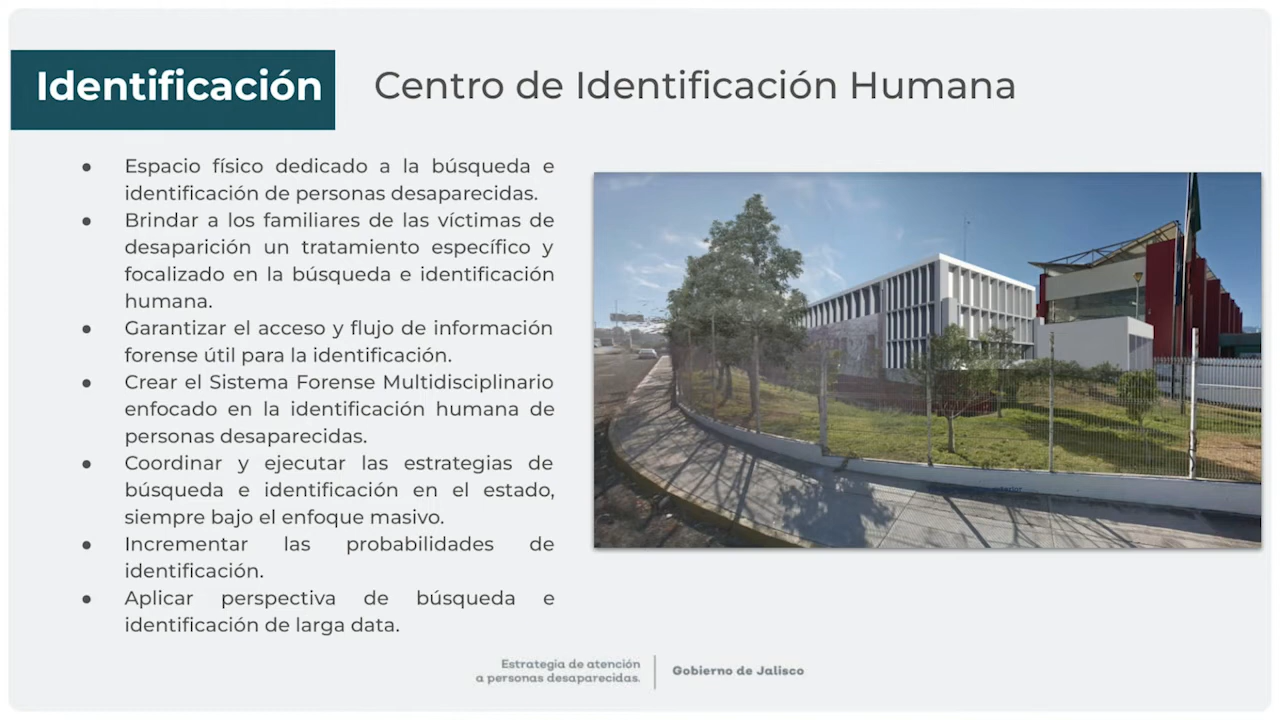 Identificación
Centro de Identificación Humana
● Espacio físico dedicado a la búsqueda e
identificación de personas desaparecidas.
● Brindar a los familiares de las víctimas de
desaparición un tratamiento específico y
focalizado en la búsqueda e identificación
humana.
● Garantizar el acceso y flujo de información
forense útil para la identificación.
● Crear el Sistema Forense Multidisciplinario
enfocado en la identificación humana de
personas desaparecidas.
● Coordinar y ejecutar las estrategias de
búsqueda e identificación en el estado,
siempre bajo el enfoque masivo.
● Incrementar las probabilidades de
identificación.
● Aplicar perspectiva de búsqueda e
identificación de larga data.
Estrategia de atención
a personas desaparecidas.
Gobierno de Jalisco